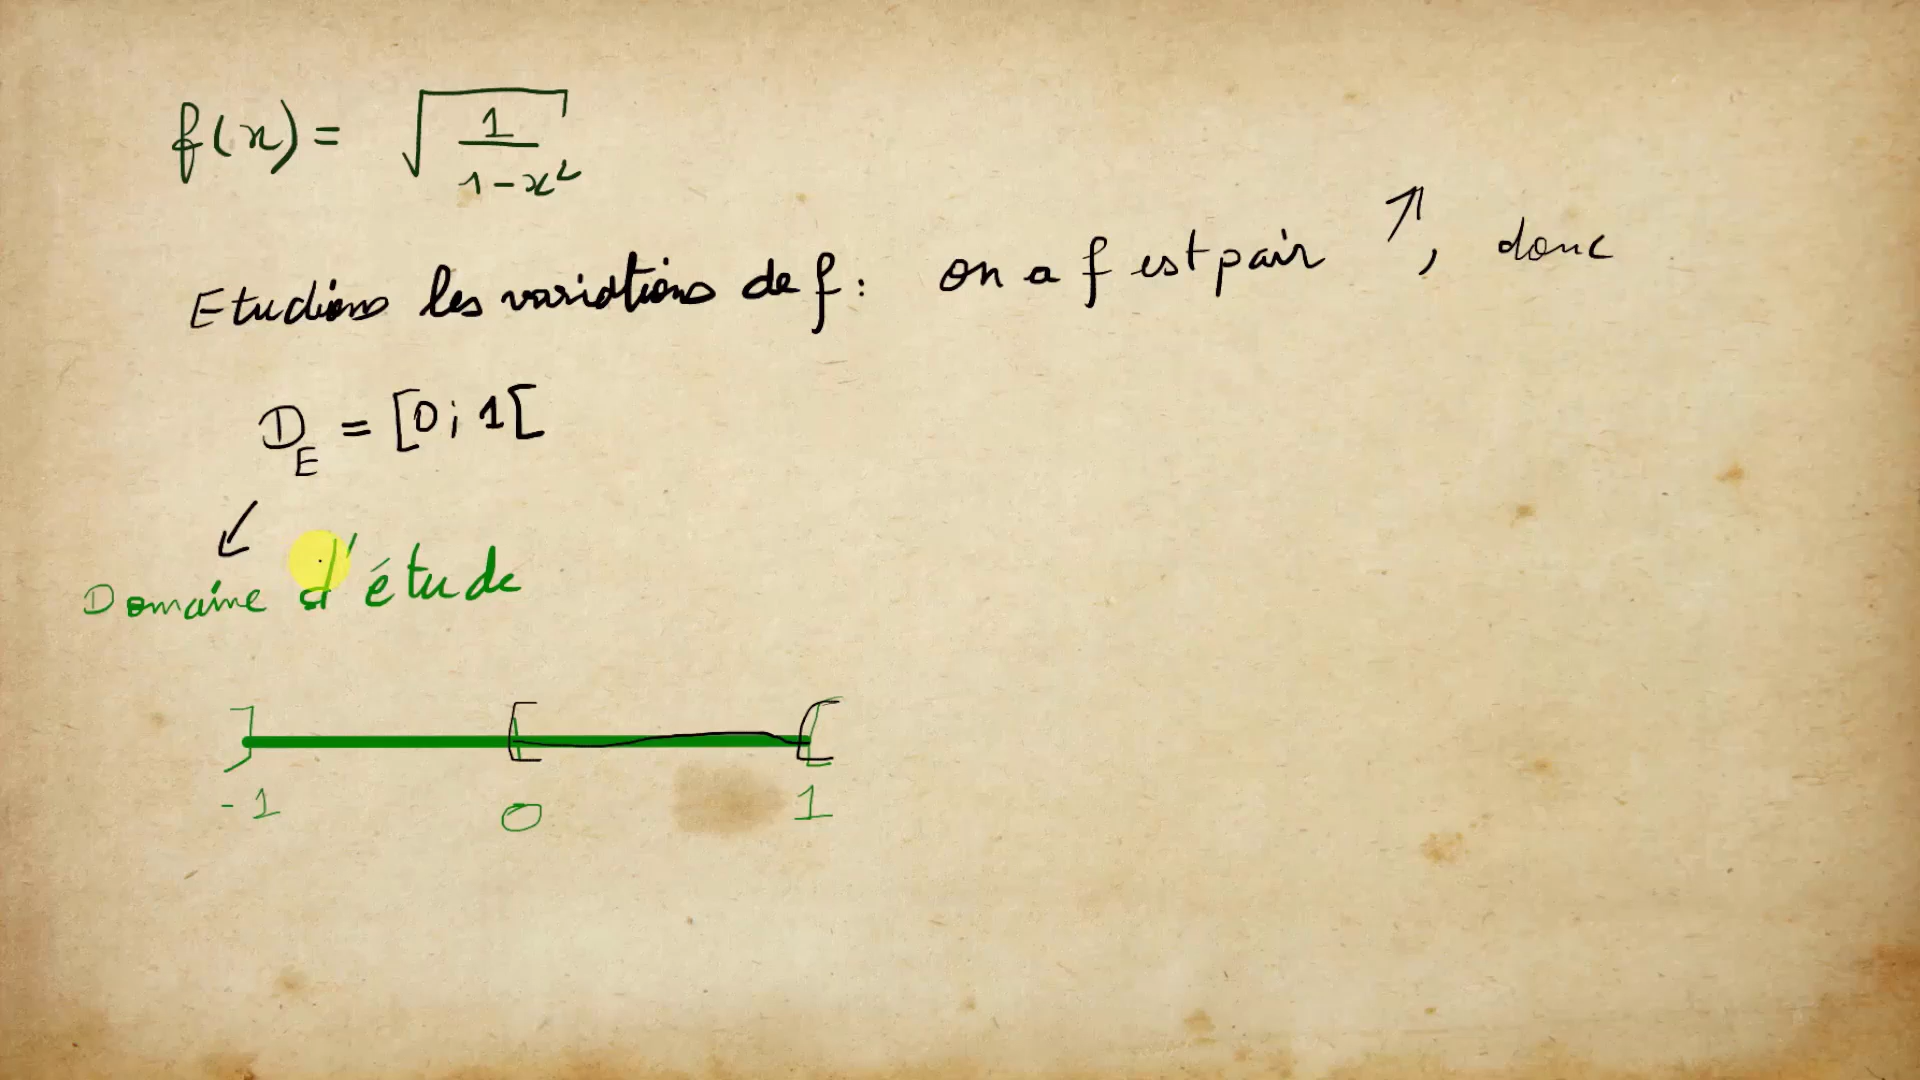 f(x) = √(1/(1-x²))
Etudions les variations de f : on a f est pair ↗, donc
D_E = [0; 1[
↙
Domaine d'étude
] [ [
-1 0 1